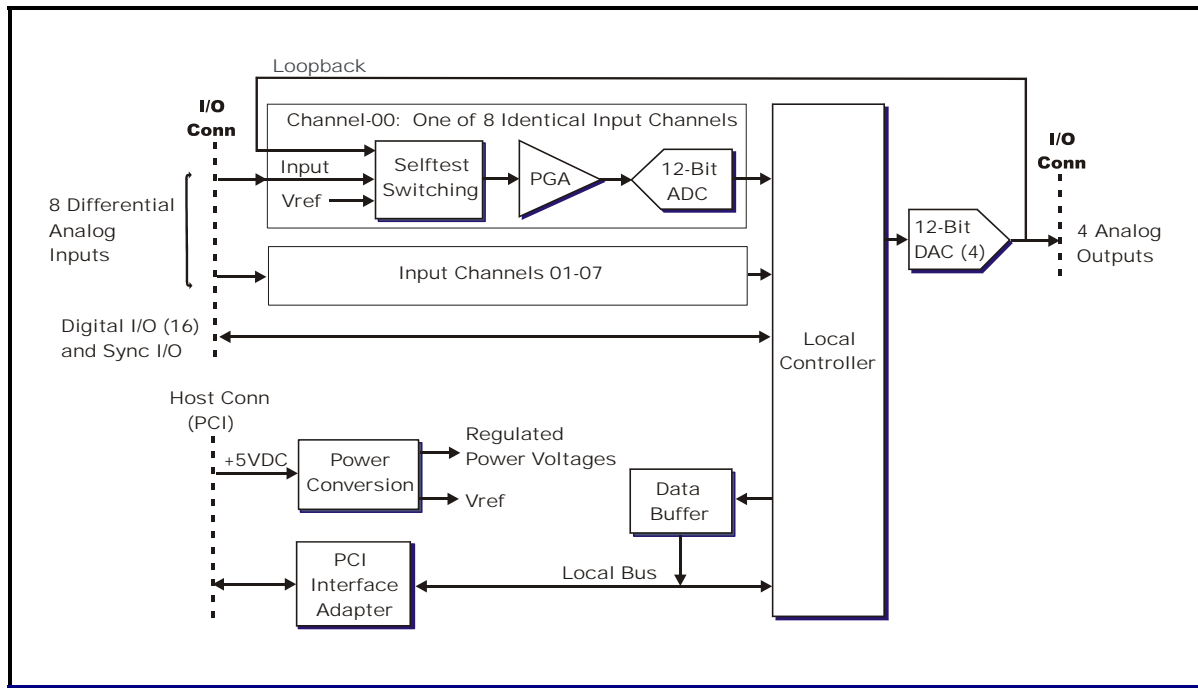 Loopback
I/O
Conn
Channel-00:  One of 8 Identical Input Channels
Input
Vref
Selftest
Switching
PGA
12-Bit
ADC
8 Differential
Analog
Inputs
Input Channels 01-07
Digital I/O (16)
and Sync I/O
Local
Controller
12-Bit
DAC (4)
I/O
Conn
4 Analog
Outputs
Host Conn
(PCI)
+5VDC
Power
Conversion
Regulated
Power Voltages
Vref
Data
Buffer
PCI
Interface
Adapter
Local Bus